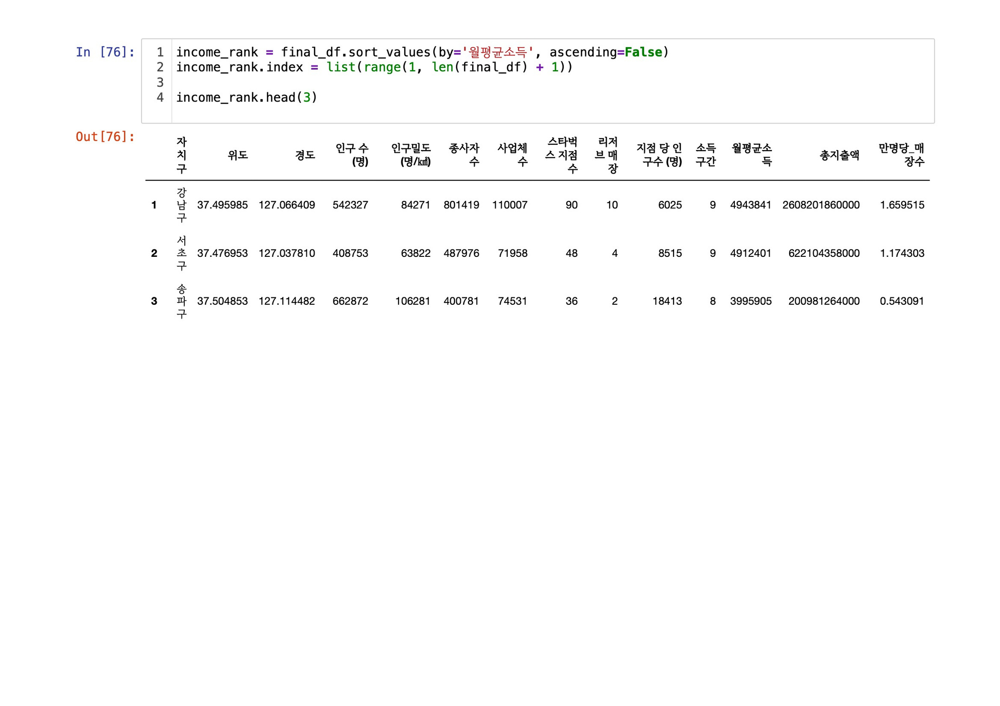 In [76]:
1 income_rank = final_df.sort_values(by='월평균소득', ascending=False)
2 income_rank.index = list(range(1, len(final_df) + 1))
3
4 income_rank.head(3)
Out[76]:
자치구 위도 경도 인구 수 (명) 인구밀도 (명/㎢) 종사자수 사업체수 스타벅스 지점수 리저브 매장 지점 당 인구수 (명) 소득구간 월평균소득 총지출액 만명당_매장수
1 강남구 37.495985 127.066409 542327 84271 801419 110007 90 10 6025 9 4943841 2608201860000 1.659515
2 서초구 37.476953 127.037810 408753 63822 487976 71958 48 4 8515 9 4912401 622104358000 1.174303
3 송파구 37.504853 127.114482 662872 106281 400781 74531 36 2 18413 8 3995905 200981264000 0.543091